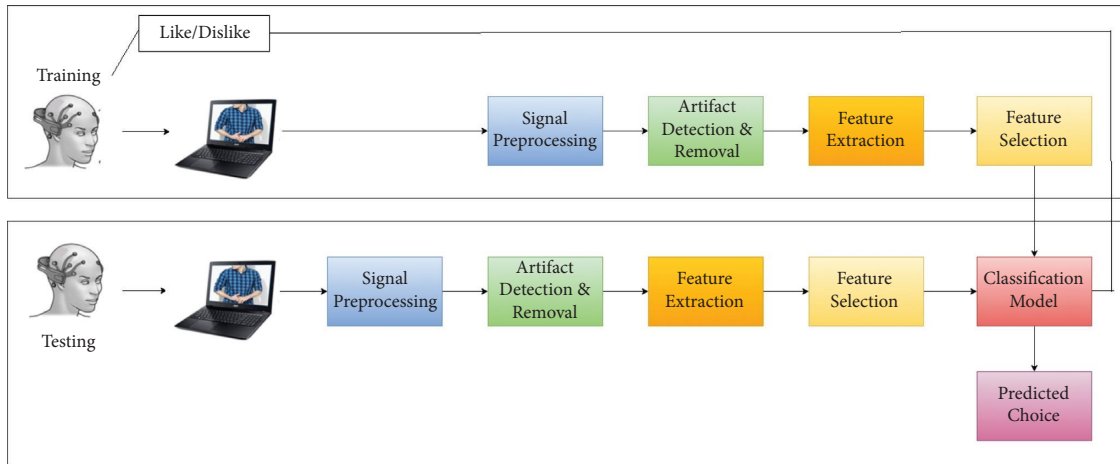 Like/Dislike
Training
Signal
Preprocessing
Artifact
Detection &
Removal
Feature
Extraction
Feature
Selection
Testing
Signal
Preprocessing
Artifact
Detection &
Removal
Feature
Extraction
Feature
Selection
Classification
Model
Predicted
Choice